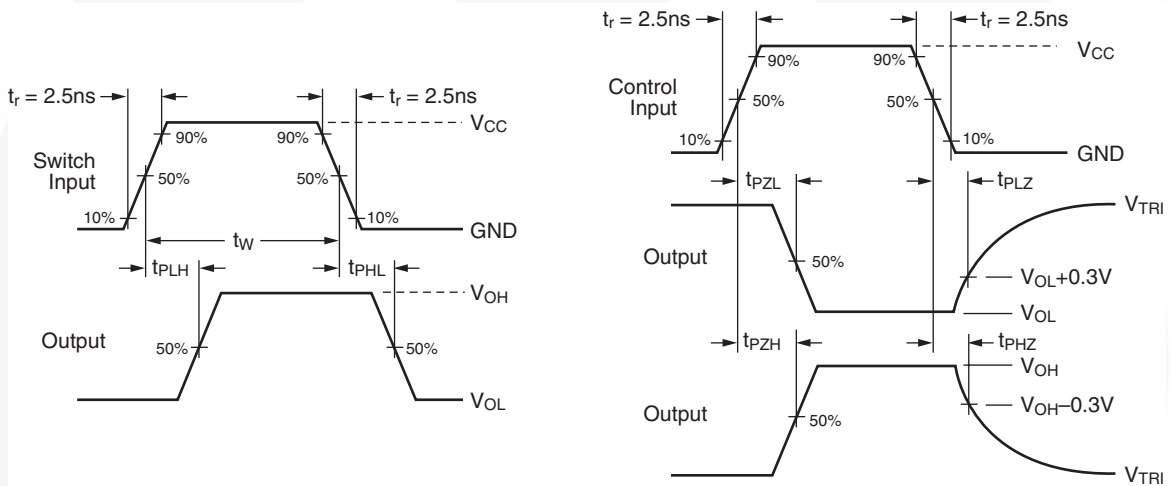 tr = 2.5ns
tr = 2.5ns
VCC
90%
90%
Switch
Input
50%
50%
10%
10%
GND
tW
tPLH
tPHL
VOH
Output
50%
50%
VOL
tr = 2.5ns
tr = 2.5ns
VCC
90%
90%
Control
Input
50%
50%
10%
10%
GND
tPZL
tPLZ
VTRI
Output
50%
VOL+0.3V
VOL
tPZH
tPHZ
VOH
VOH–0.3V
Output
50%
VTRI